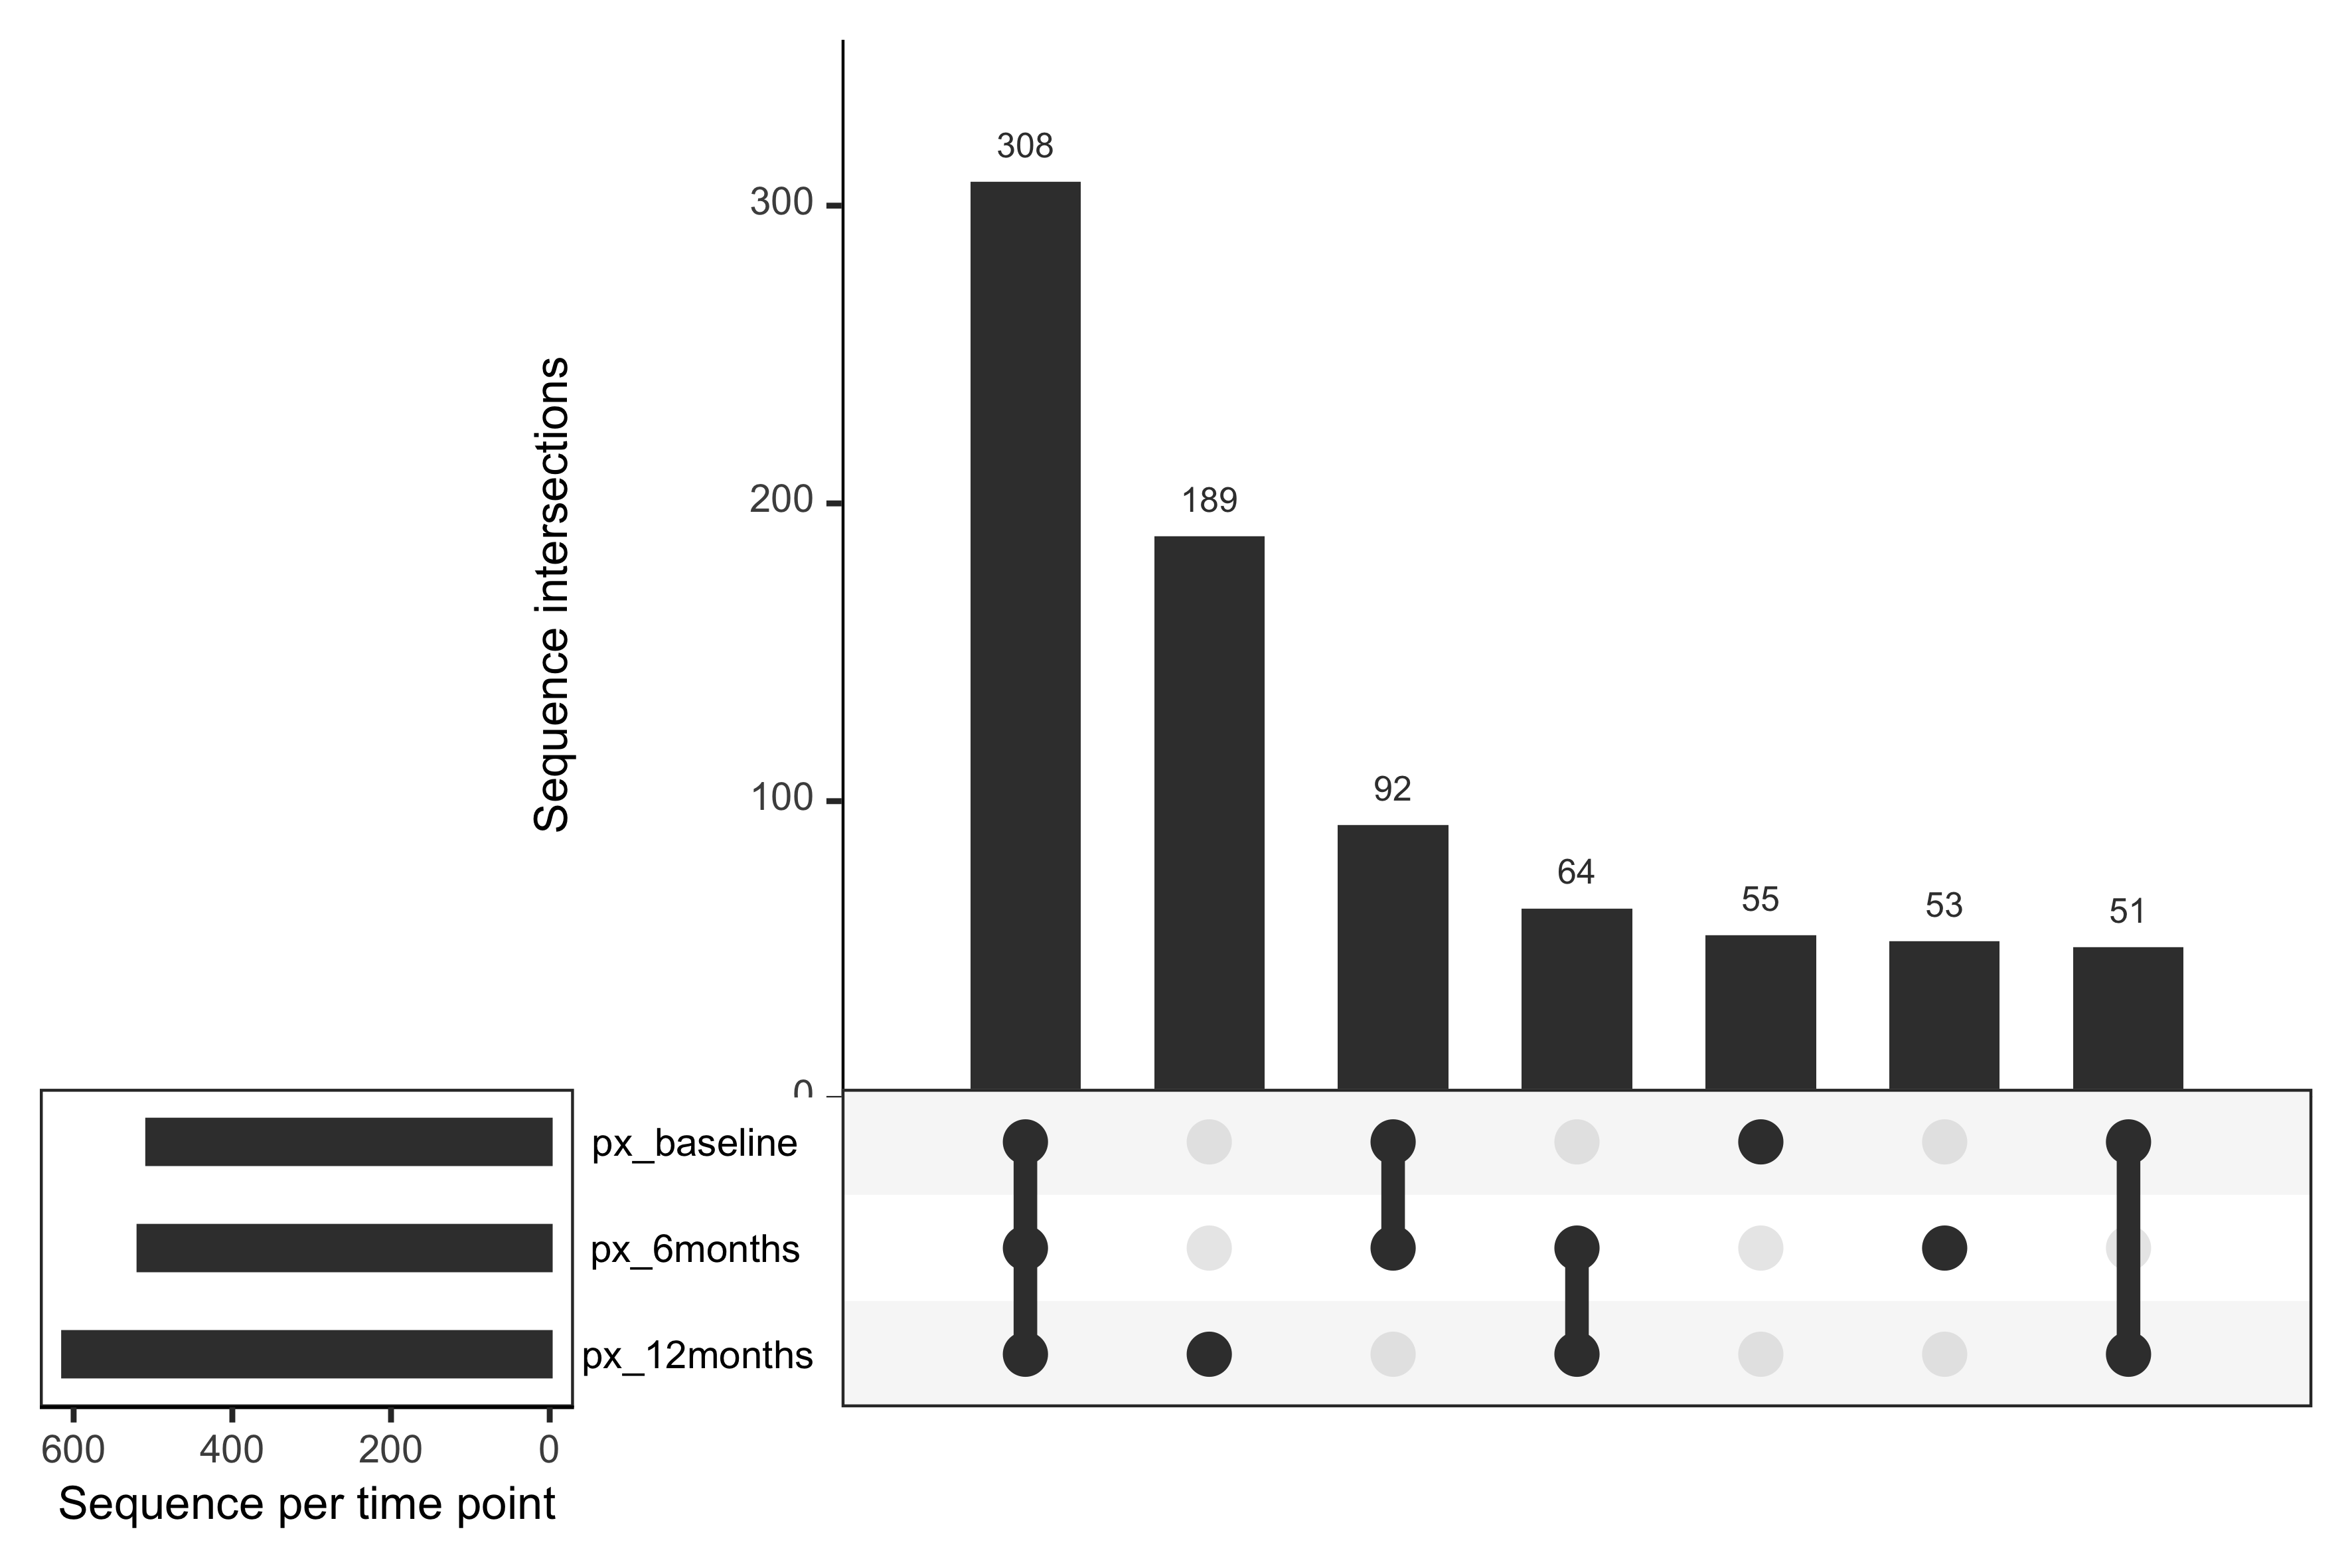 308
300
189
200
Sequence intersections
92
100
64
55
53
51
0
px_baseline
px_6months
px_12months
600 400 200 0
Sequence per time point